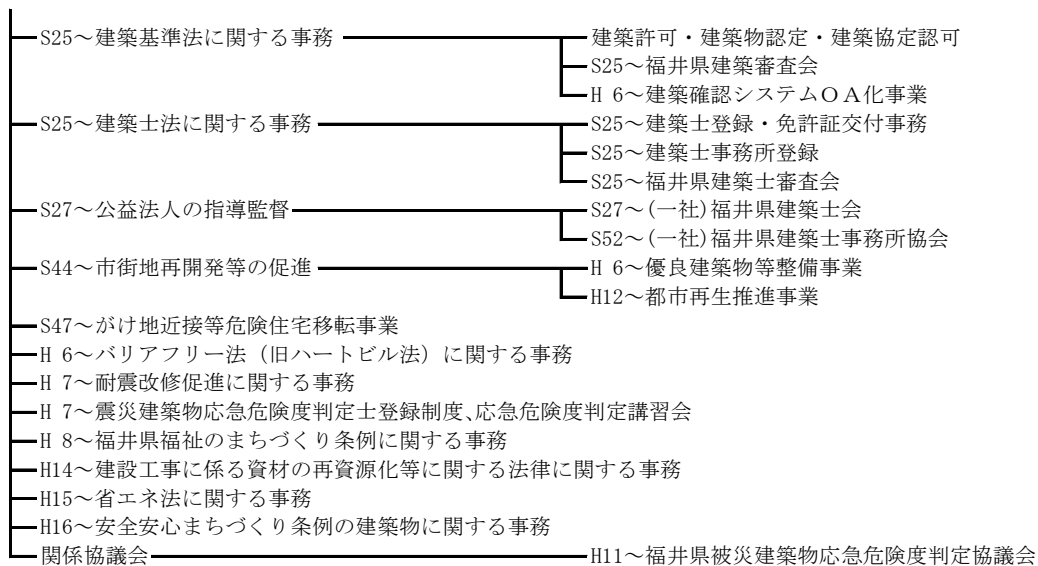 S25～建築基準法に関する事務 建築許可・建築物認定・建築協定認可
S25～福井県建築審査会
H 6～建築確認システムＯＡ化事業
S25～建築士法に関する事務 S25～建築士登録・免許証交付事務
S25～建築士事務所登録
S25～福井県建築士審査会
S27～公益法人の指導監督 S27～(一社)福井県建築士会
S52～(一社)福井県建築士事務所協会
S44～市街地再開発等の促進 H 6～優良建築物等整備事業
H12～都市再生推進事業
S47～がけ地近接等危険住宅移転事業
H 6～バリアフリー法（旧ハートビル法）に関する事務
H 7～耐震改修促進に関する事務
H 7～震災建築物応急危険度判定士登録制度､応急危険度判定講習会
H 8～福井県福祉のまちづくり条例に関する事務
H14～建設工事に係る資材の再資源化等に関する法律に関する事務
H15～省エネ法に関する事務
H16～安全安心まちづくり条例の建築物に関する事務
関係協議会 H11～福井県被災建築物応急危険度判定協議会